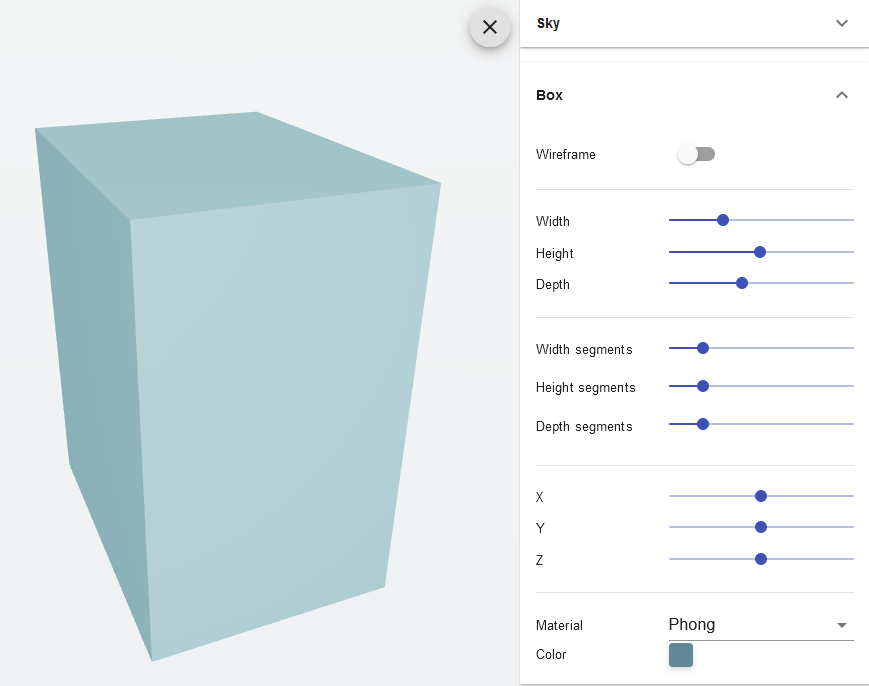 Sky
Box
Wireframe
Width
Height
Depth
Width segments
Height segments
Depth segments
X
Y
Z
Material Phong
Color